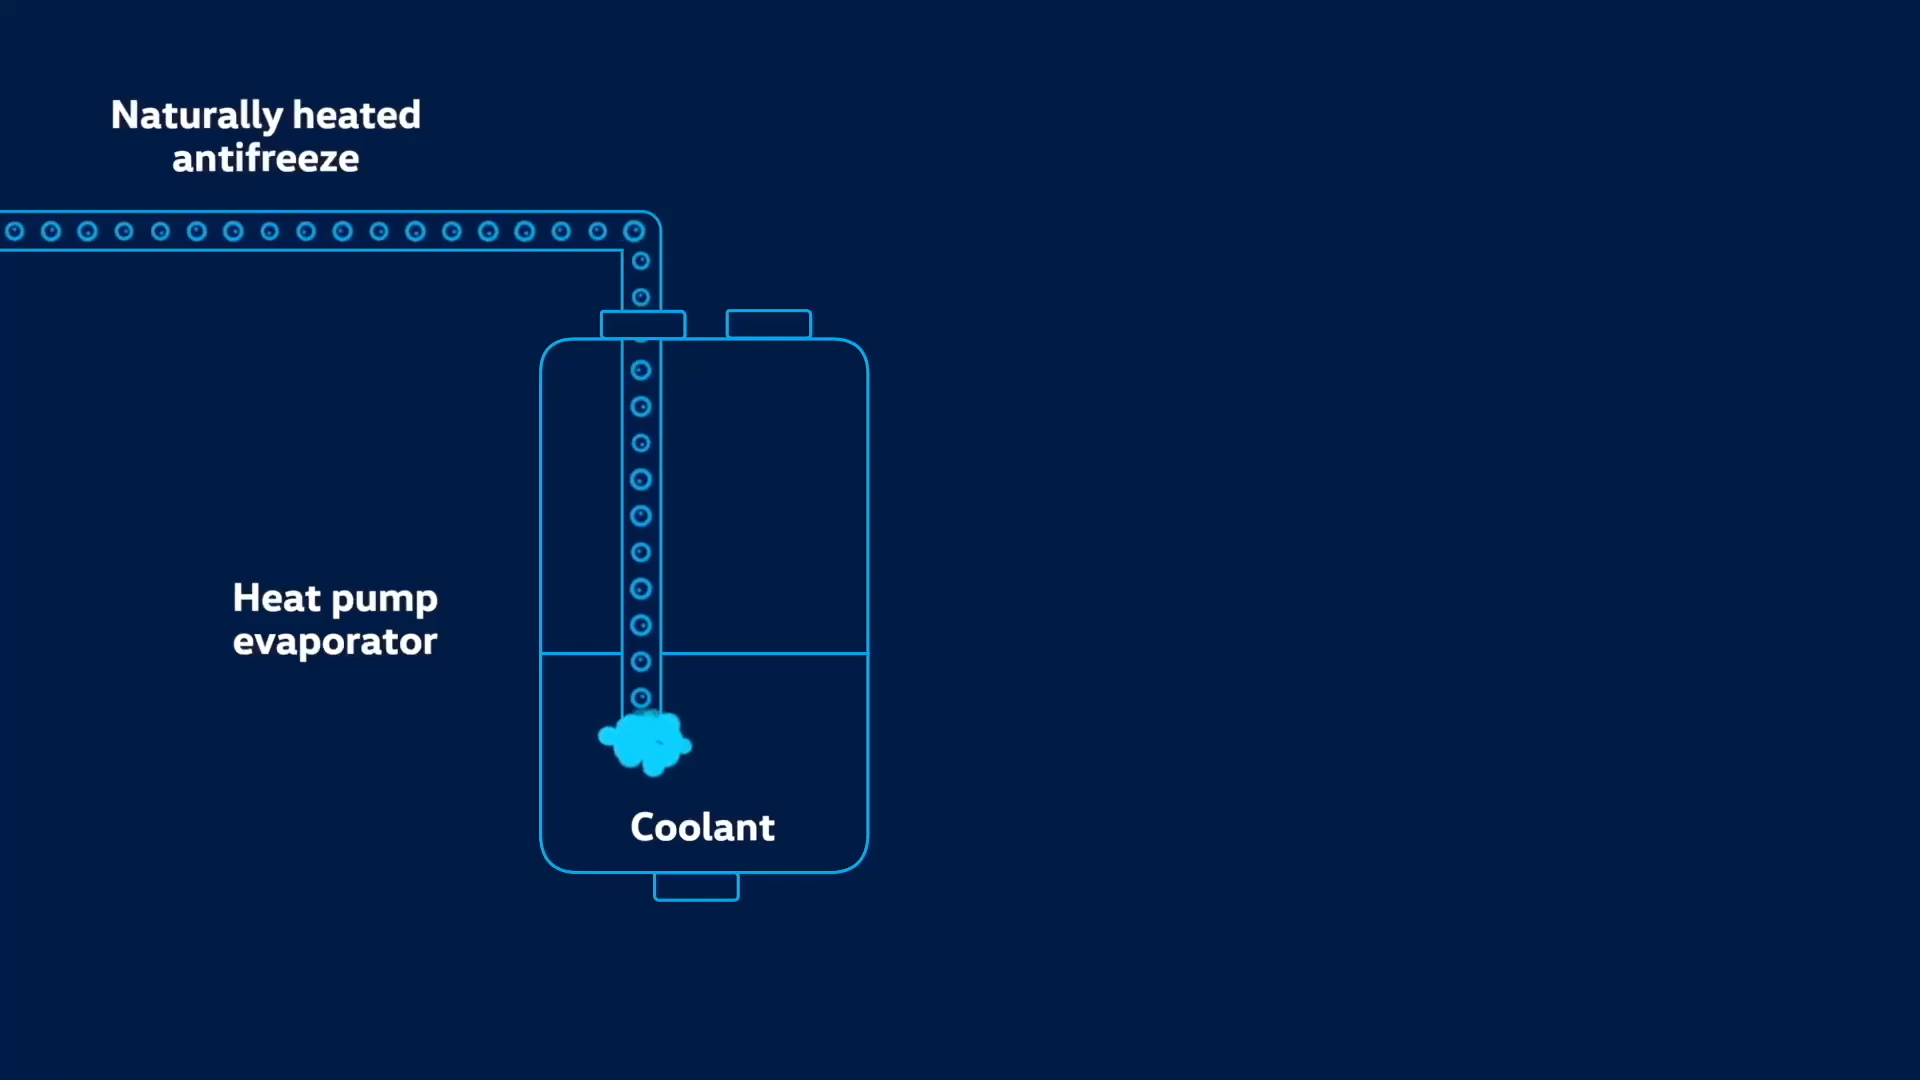 Naturally heated
antifreeze
Heat pump
evaporator
Coolant